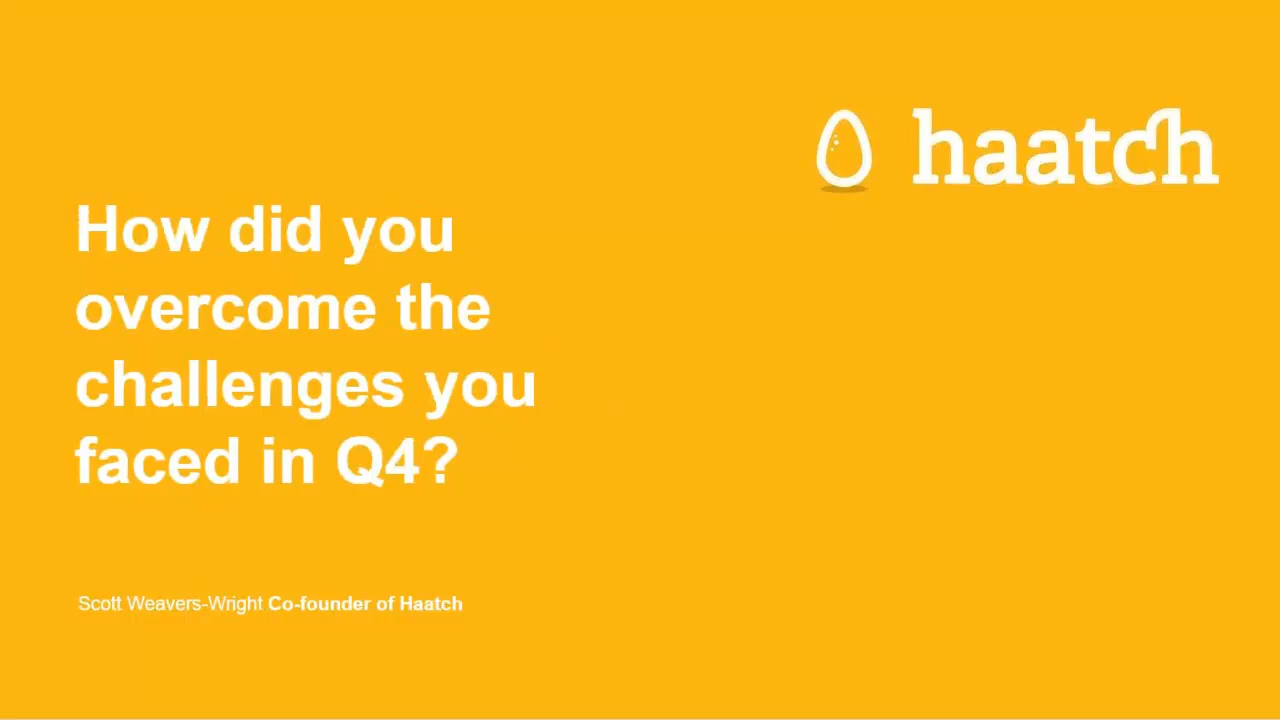 haatch
How did you
overcome the
challenges you
faced in Q4?
Scott Weavers-Wright Co-founder of Haatch